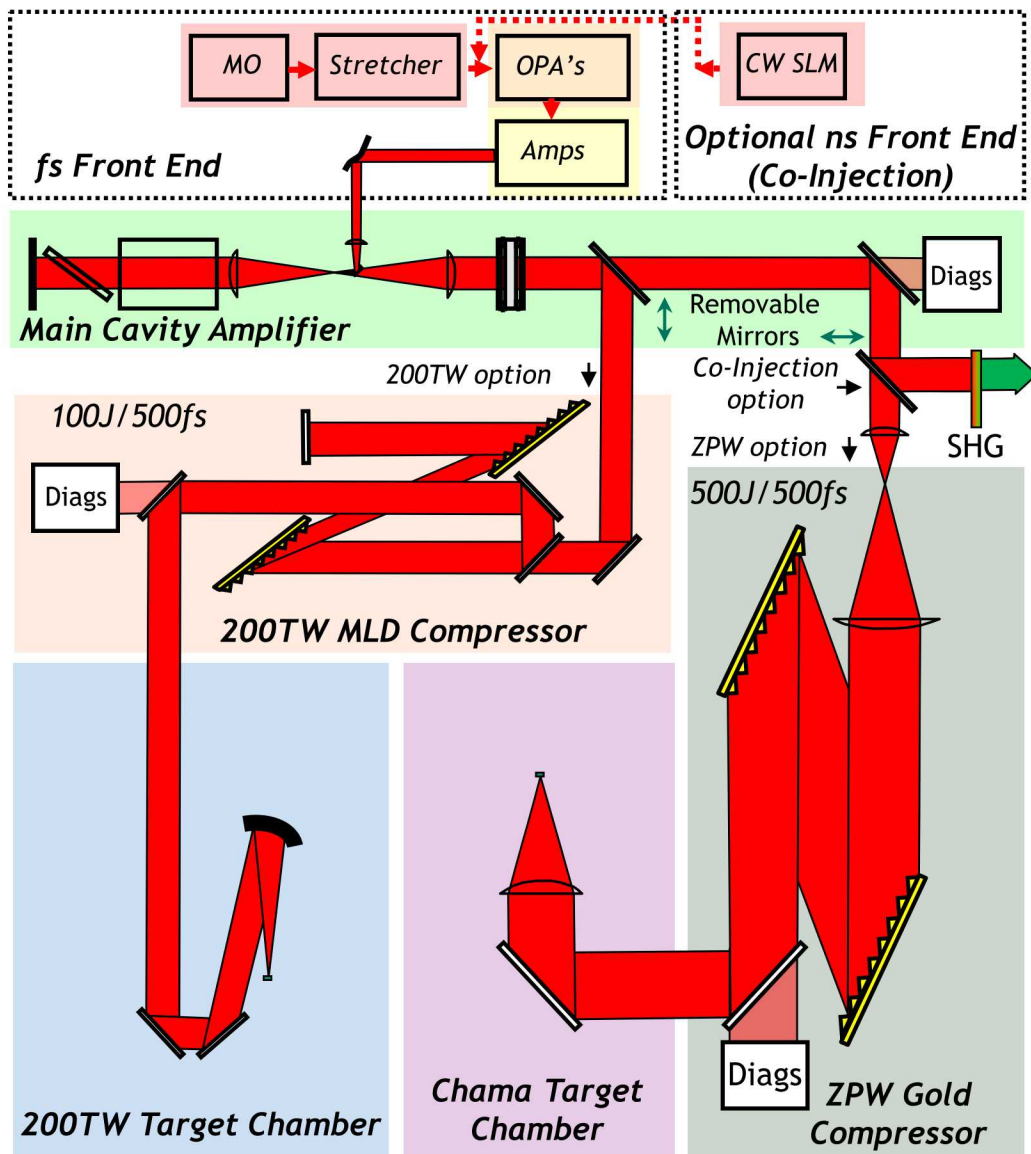 MO
Stretcher
OPA's
CW SLM
Amps
fs Front End
Optional ns Front End
(Co-Injection)
Main Cavity Amplifier
Diags
Removable
Mirrors
200TW option
Co-Injection
option
ZPW option
SHG
100J/500fs
Diags
200TW MLD Compressor
500J/500fs
200TW Target Chamber
Chama Target
Chamber
Diags
ZPW Gold
Compressor